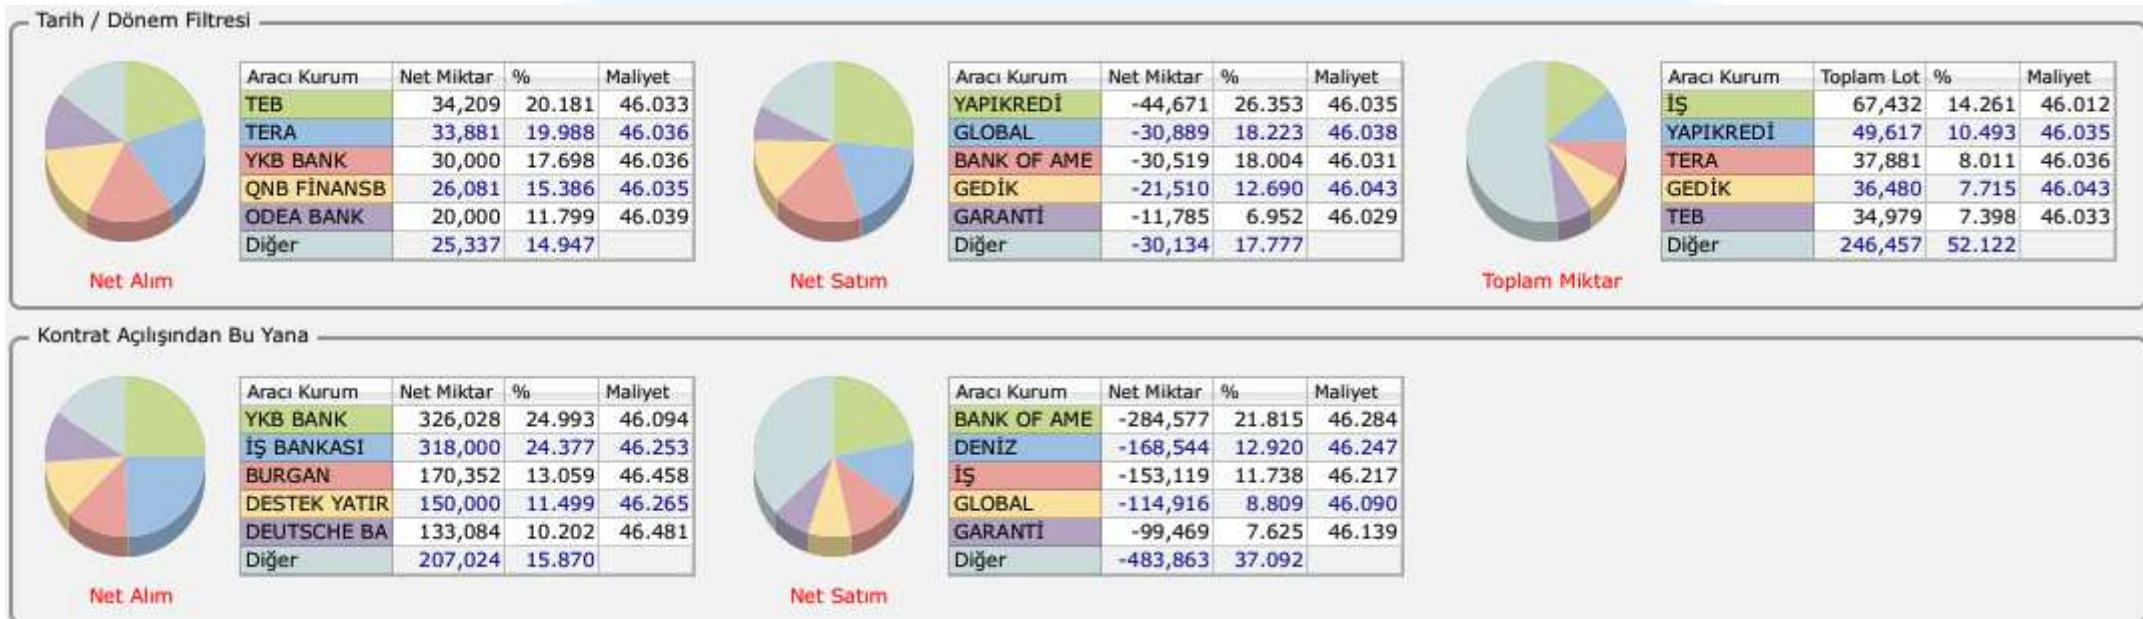 Tarih / Dönem Filtresi
Aracı Kurum Net Miktar % Maliyet
TEB 34,209 20.181 46.033
TERA 33,881 19.988 46.036
YKB BANK 30,000 17.698 46.036
QNB FİNANSB 26,081 15.386 46.035
ODEA BANK 20,000 11.799 46.039
Diğer 25,337 14.947
Net Alım
Aracı Kurum Net Miktar % Maliyet
YAPIKREDİ -44,671 26.353 46.035
GLOBAL -30,889 18.223 46.038
BANK OF AME -30,519 18.004 46.031
GEDİK -21,510 12.690 46.043
GARANTİ -11,785 6.952 46.029
Diğer -30,134 17.777
Net Satım
Aracı Kurum Toplam Lot % Maliyet
İŞ 67,432 14.261 46.012
YAPIKREDİ 49,617 10.493 46.035
TERA 37,881 8.011 46.036
GEDİK 36,480 7.715 46.043
TEB 34,979 7.398 46.033
Diğer 246,457 52.122
Toplam Miktar
Kontrat Açılışından Bu Yana
Aracı Kurum Net Miktar % Maliyet
YKB BANK 326,028 24.993 46.094
İŞ BANKASI 318,000 24.377 46.253
BURGAN 170,352 13.059 46.458
DESTEK YATIR 150,000 11.499 46.265
DEUTSCHE BA 133,084 10.202 46.481
Diğer 207,024 15.870
Net Alım
Aracı Kurum Net Miktar % Maliyet
BANK OF AME -284,577 21.815 46.284
DENİZ -168,544 12.920 46.247
İŞ -153,119 11.738 46.217
GLOBAL -114,916 8.809 46.090
GARANTİ -99,469 7.625 46.139
Diğer -483,863 37.092
Net Satım